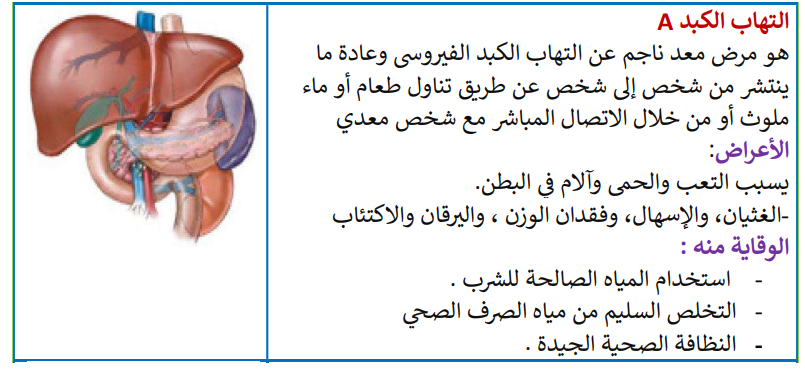 التهاب الكبد A
هو مرض معد ناجم عن التهاب الكبد الفيروسى وعادة ما
ينتشر من شخص إلى شخص عن طريق تناول طعام أو ماء
ملوث أو من خلال الاتصال المباشر مع شخص معدي
الأعراض:
يسبب التعب والحمى وآلام في البطن.
-الغثيان، والإسهال، وفقدان الوزن ، واليرقان والاكتئاب
الوقاية منه :
- استخدام المياه الصالحة للشرب .
- التخلص السليم من مياه الصرف الصحي
- النظافة الصحية الجيدة .